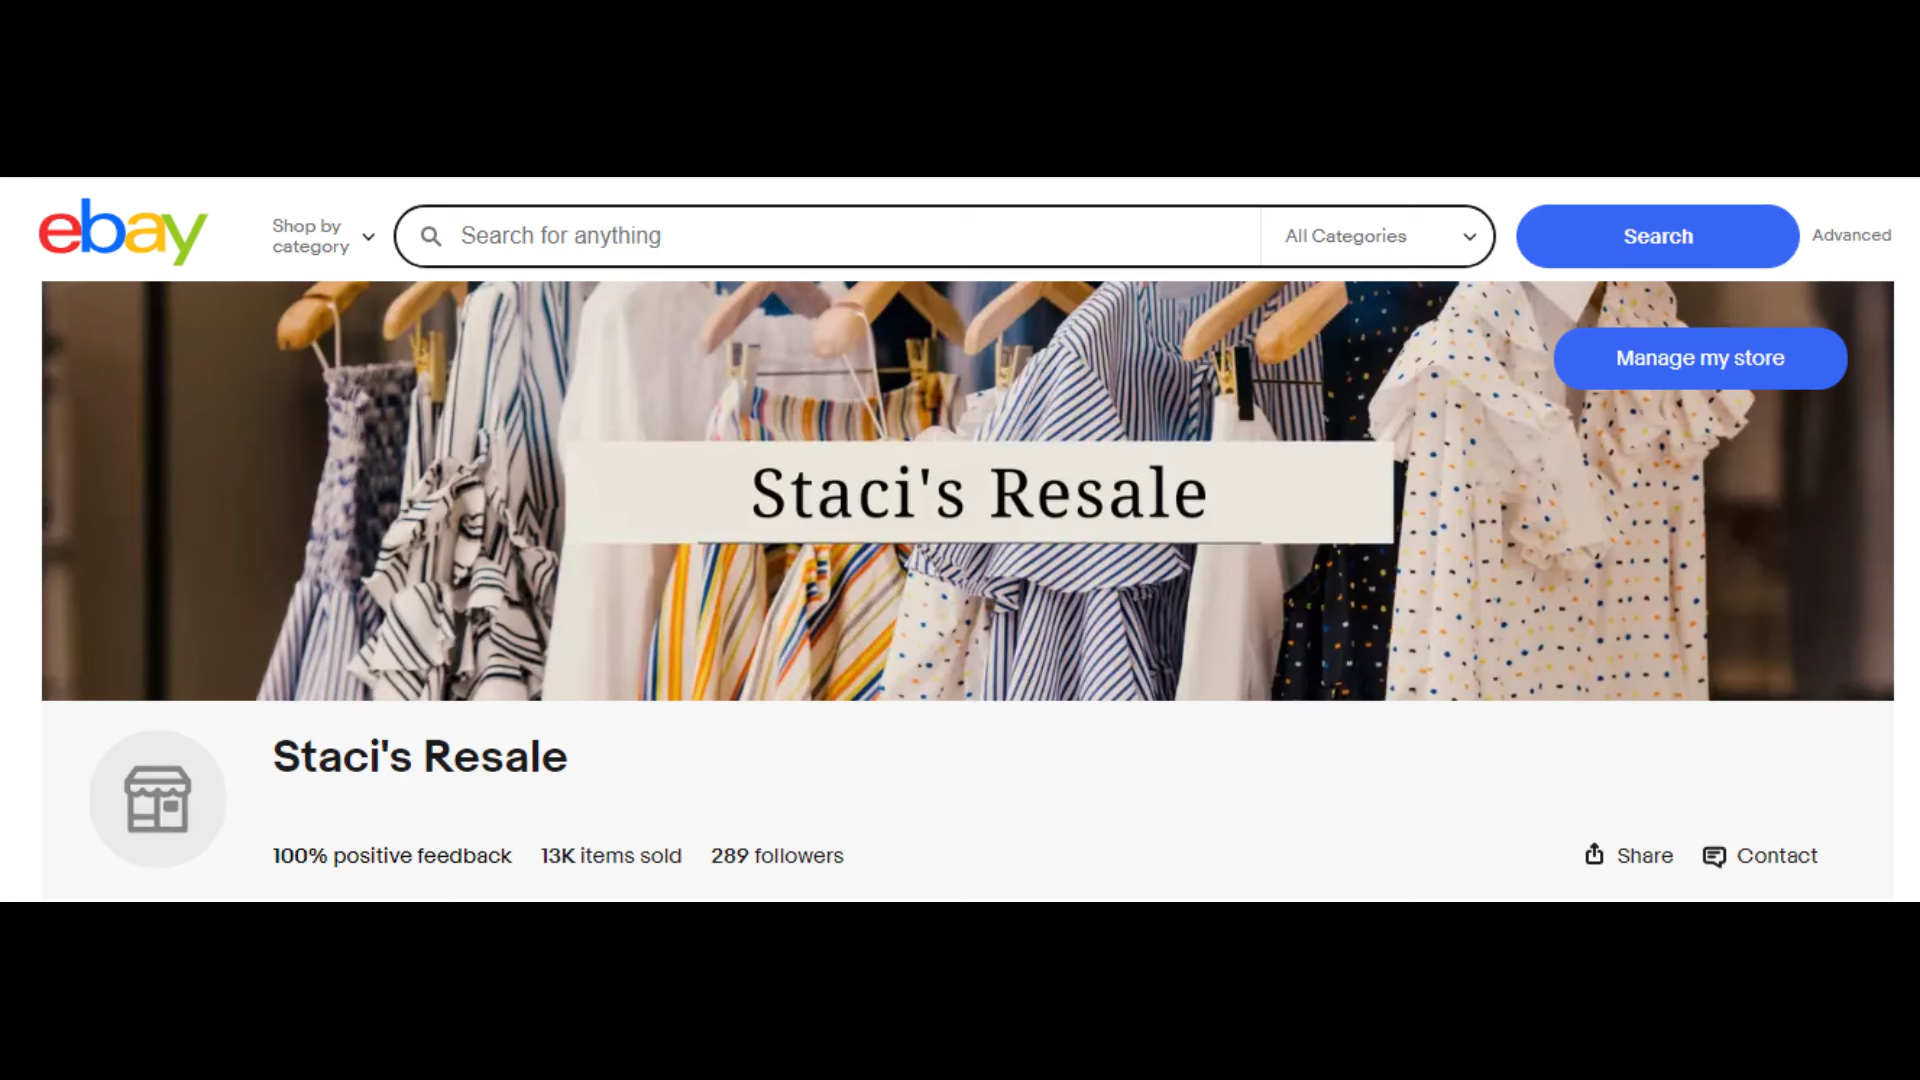 ebay
Shop by
category
Search for anything
All Categories
Search
Advanced
Manage my store
Staci's Resale
Staci's Resale
100% positive feedback 13K items sold 289 followers
Share
Contact